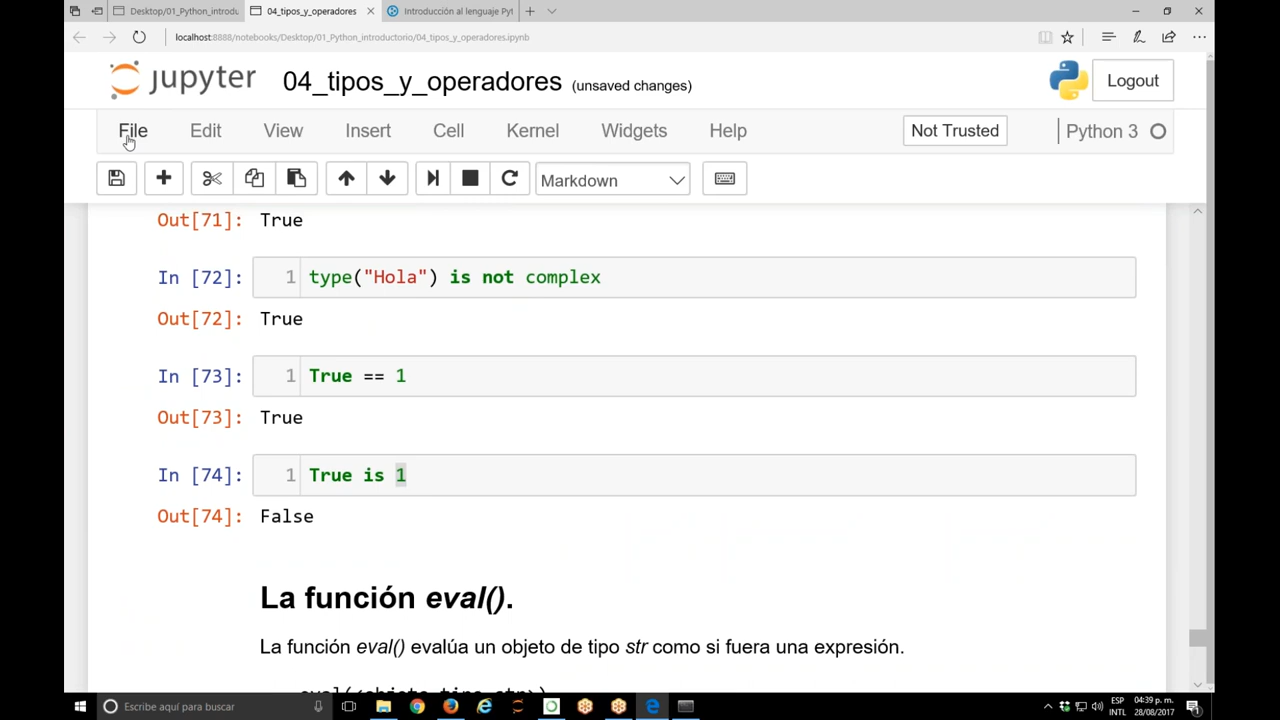 Desktop/01_Python_introdu
04_tipos_y_operadores
Introducción al lenguaje Pyt
localhost:8888/notebooks/Desktop/01_Python_introductorio/04_tipos_y_operadores.ipynb
jupyter
04_tipos_y_operadores (unsaved changes)
Logout
File Edit View Insert Cell Kernel Widgets Help
Not Trusted
Python 3
Markdown
Out[71]: True
In [72]: 1 type("Hola") is not complex
Out[72]: True
In [73]: 1 True == 1
Out[73]: True
In [74]: 1 True is 1
Out[74]: False
La función eval().
La función eval() evalúa un objeto de tipo str como si fuera una expresión.
eval(<objeto tipo str>)
Escribe aquí para buscar
ESP
INTL
04:39 p. m.
28/08/2017